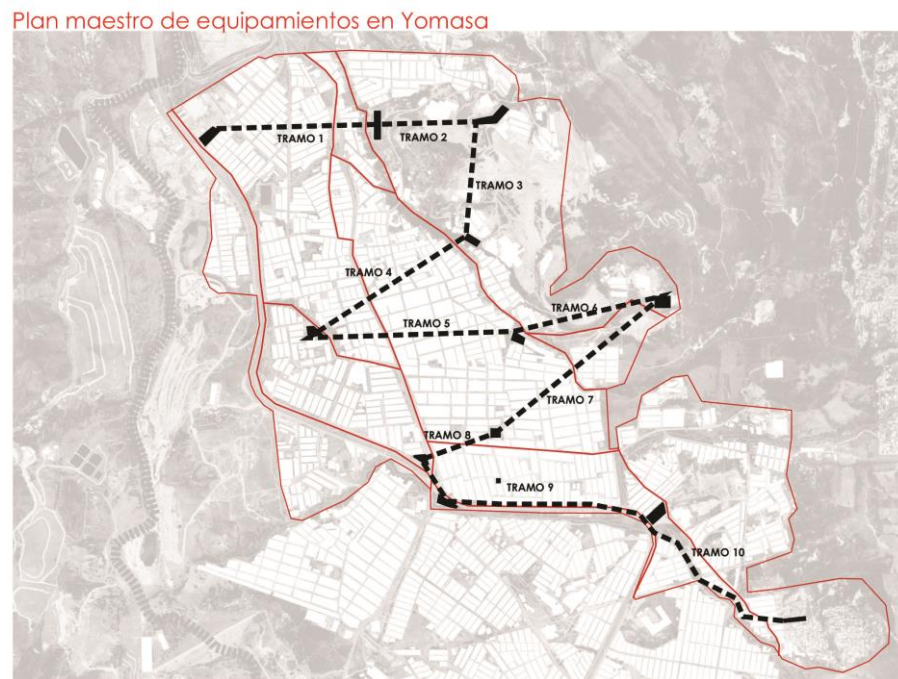 Plan maestro de equipamientos en Yomasa
TRAMO 1
TRAMO 2
TRAMO 3
TRAMO 4
TRAMO 5
TRAMO 6
TRAMO 7
TRAMO 8
TRAMO 9
TRAMO 10